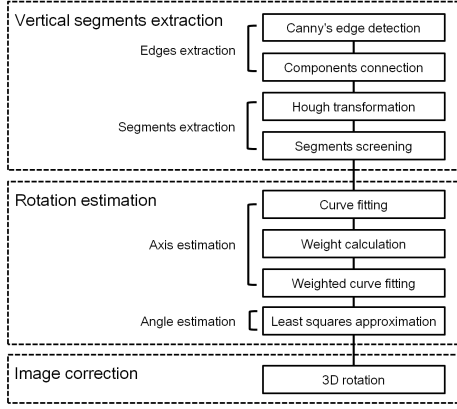 Vertical segments extraction
Canny's edge detection
Edges extraction
Components connection
Hough transformation
Segments extraction
Segments screening
Rotation estimation
Curve fitting
Axis estimation
Weight calculation
Weighted curve fitting
Angle estimation
Least squares approximation
Image correction
3D rotation